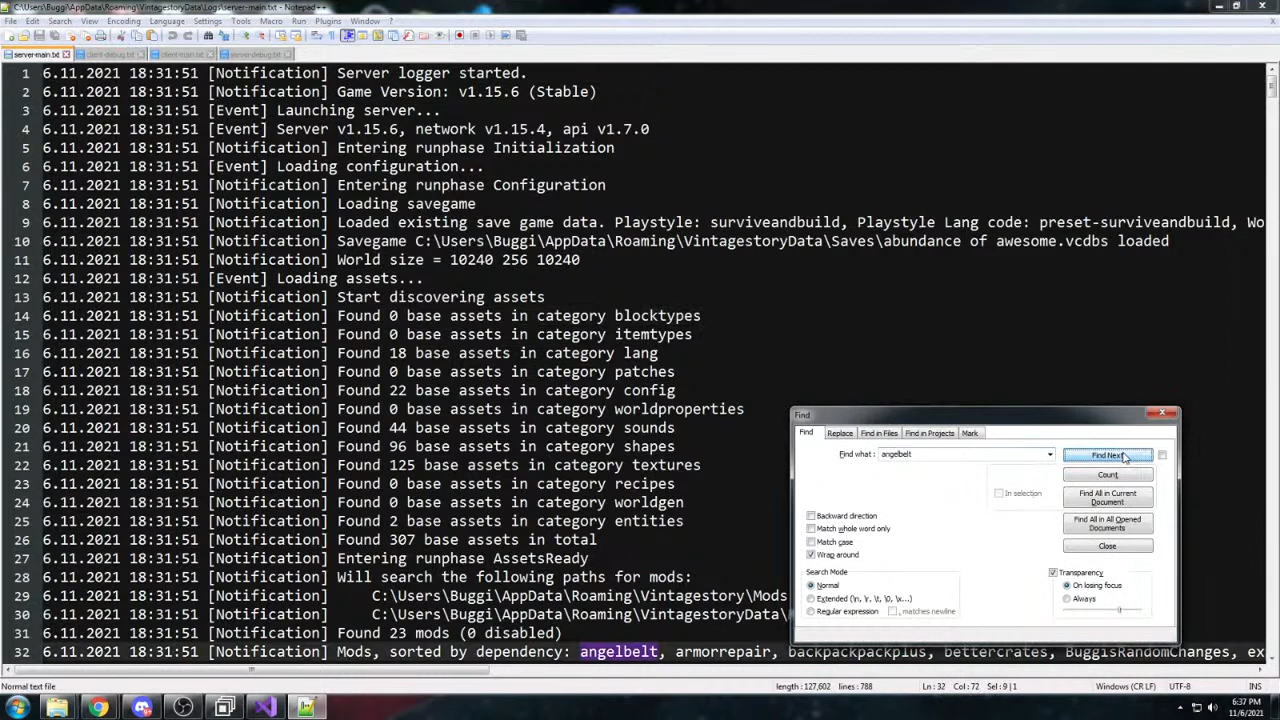 C:\Users\Buggi\AppData\Roaming\VintagestoryData\Logs\server-main.txt - Notepad++
File Edit Search View Encoding Language Settings Tools Macro Run Plugins Window ?
server-main.txt client-debug.txt client-main.txt server-debug.txt
1 6.11.2021 18:31:51 [Notification] Server logger started.
2 6.11.2021 18:31:51 [Notification] Game Version: v1.15.6 (Stable)
3 6.11.2021 18:31:51 [Event] Launching server...
4 6.11.2021 18:31:51 [Event] Server v1.15.6, network v1.15.4, api v1.7.0
5 6.11.2021 18:31:51 [Notification] Entering runphase Initialization
6 6.11.2021 18:31:51 [Event] Loading configuration...
7 6.11.2021 18:31:51 [Notification] Entering runphase Configuration
8 6.11.2021 18:31:51 [Notification] Loading savegame
9 6.11.2021 18:31:51 [Notification] Loaded existing save game data. Playstyle: surviveandbuild, Playstyle Lang code: preset-surviveandbuild, Wo
10 6.11.2021 18:31:51 [Notification] Savegame C:\Users\Buggi\AppData\Roaming\VintagestoryData\Saves\abundance of awesome.vcdbs loaded
11 6.11.2021 18:31:51 [Notification] World size = 10240 256 10240
12 6.11.2021 18:31:51 [Event] Loading assets...
13 6.11.2021 18:31:51 [Notification] Start discovering assets
14 6.11.2021 18:31:51 [Notification] Found 0 base assets in category blocktypes
15 6.11.2021 18:31:51 [Notification] Found 0 base assets in category itemtypes
16 6.11.2021 18:31:51 [Notification] Found 18 base assets in category lang
17 6.11.2021 18:31:51 [Notification] Found 0 base assets in category patches
18 6.11.2021 18:31:51 [Notification] Found 22 base assets in category config
19 6.11.2021 18:31:51 [Notification] Found 0 base assets in category worldproperties
20 6.11.2021 18:31:51 [Notification] Found 44 base assets in category sounds
21 6.11.2021 18:31:51 [Notification] Found 96 base assets in category shapes
22 6.11.2021 18:31:51 [Notification] Found 125 base assets in category textures
23 6.11.2021 18:31:51 [Notification] Found 0 base assets in category recipes
24 6.11.2021 18:31:51 [Notification] Found 0 base assets in category worldgen
25 6.11.2021 18:31:51 [Notification] Found 2 base assets in category entities
26 6.11.2021 18:31:51 [Notification] Found 307 base assets in total
27 6.11.2021 18:31:51 [Notification] Entering runphase AssetsReady
28 6.11.2021 18:31:51 [Notification] Will search the following paths for mods:
29 6.11.2021 18:31:51 [Notification] C:\Users\Buggi\AppData\Roaming\Vintagestory\Mods
30 6.11.2021 18:31:51 [Notification] C:\Users\Buggi\AppData\Roaming\VintagestoryData\
31 6.11.2021 18:31:51 [Notification] Found 23 mods (0 disabled)
32 6.11.2021 18:31:51 [Notification] Mods, sorted by dependency: angelbelt, armorrepair, backpackpackplus, bettercrates, BuggisRandomChanges, ex
Find
Find Replace Find in Files Find in Projects Mark
Find what : angelbelt
Find Next
Count
In selection
Find All in Current Document
Find All in All Opened Documents
Close
Backward direction
Match whole word only
Match case
Wrap around
Search Mode
Normal
Extended (\n, \r, \t, \0, \x...)
Regular expression . matches newline
Transparency
On losing focus
Always
Normal text file length : 127,602 lines : 788 Ln : 32 Col : 72 Sel : 9 | 1 Windows (CR LF) UTF-8 INS
6:37 PM
11/6/2021